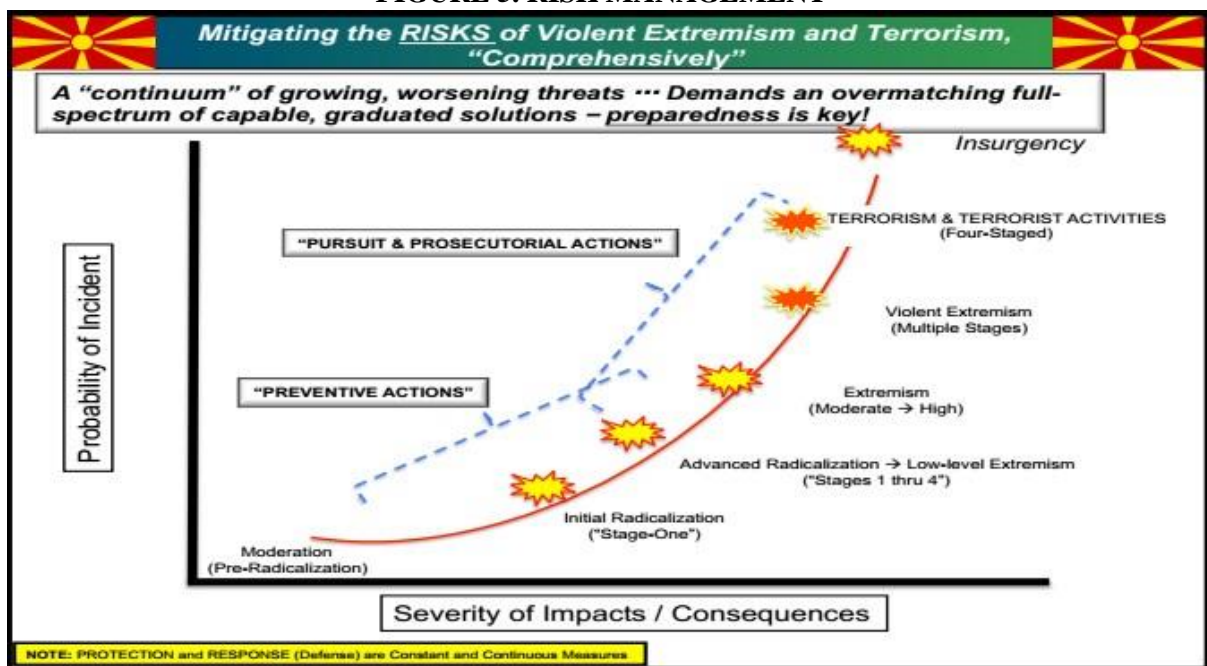 FIGURE 3. RISK MANAGEMENT
Mitigating the RISKS of Violent Extremism and Terrorism,
“Comprehensively”
A “continuum” of growing, worsening threats ··· Demands an overmatching full-
spectrum of capable, graduated solutions – preparedness is key!
Insurgency
TERRORISM & TERRORIST ACTIVITIES
(Four-Staged)
“PURSUIT & PROSECUTORIAL ACTIONS”
Violent Extremism
(Multiple Stages)
“PREVENTIVE ACTIONS”
Extremism
(Moderate → High)
Advanced Radicalization → Low-level Extremism
("Stages 1 thru 4")
Initial Radicalization
("Stage-One")
Moderation
(Pre-Radicalization)
Probability of Incident
Severity of Impacts / Consequences
NOTE: PROTECTION and RESPONSE (Defense) are Constant and Continuous Measures